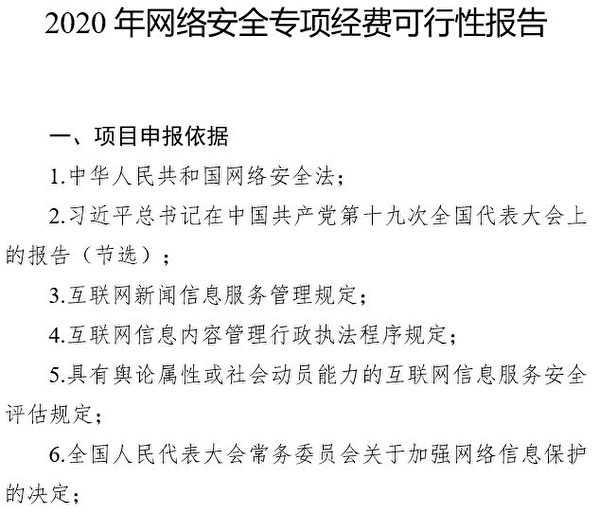 2020 年网络安全专项经费可行性报告
一、项目申报依据
1.中华人民共和国网络安全法；
2.习近平总书记在中国共产党第十九次全国代表大会上
的报告（节选）；
3.互联网新闻信息服务管理规定；
4.互联网信息内容管理行政执法程序规定；
5.具有舆论属性或社会动员能力的互联网信息服务安全
评估规定；
6.全国人民代表大会常务委员会关于加强网络信息保护
的决定；